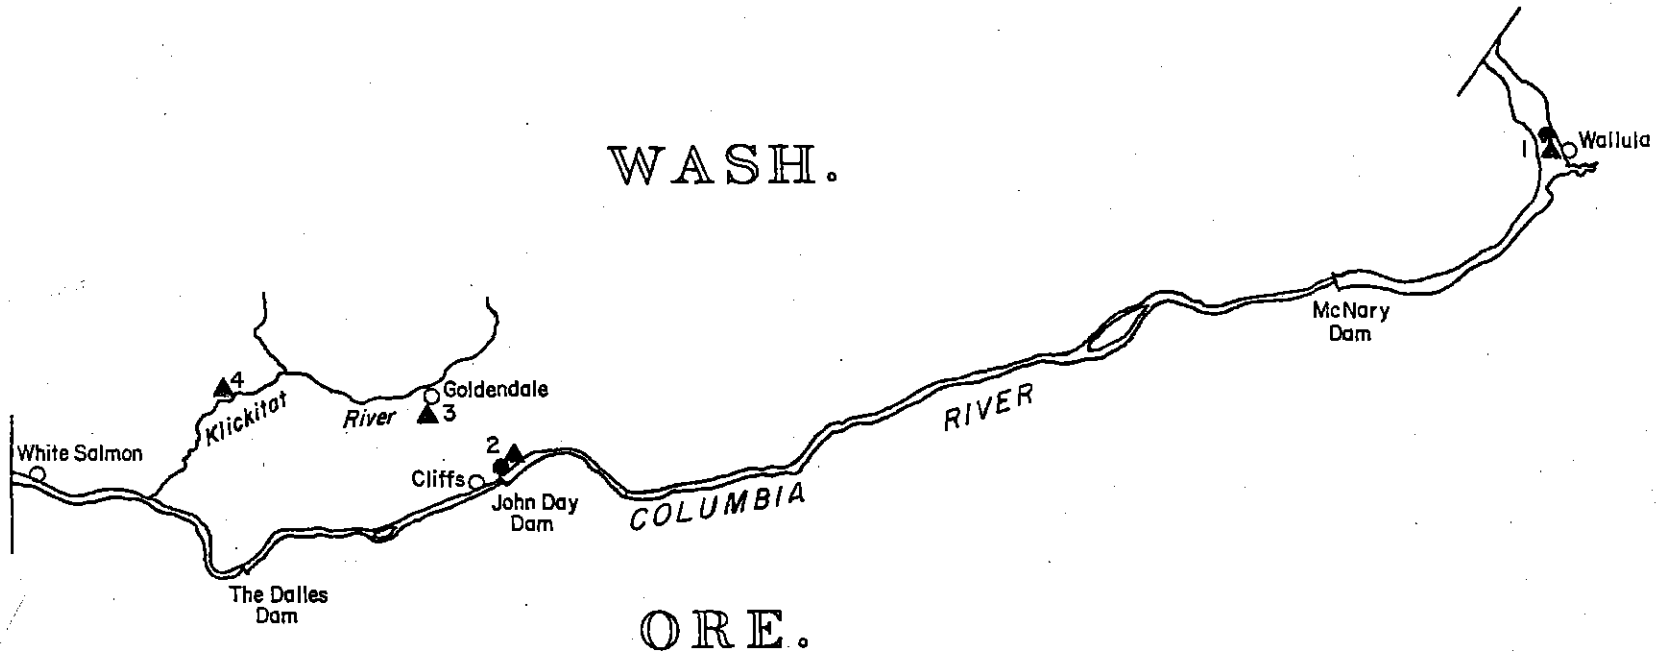 WASH.
1
Wallula
McNary
Dam
4
Goldendale
Klickitat
River
3
RIVER
White Salmon
2
Cliffs
John Day
Dam
COLUMBIA
The Dalles
Dam
ORE.